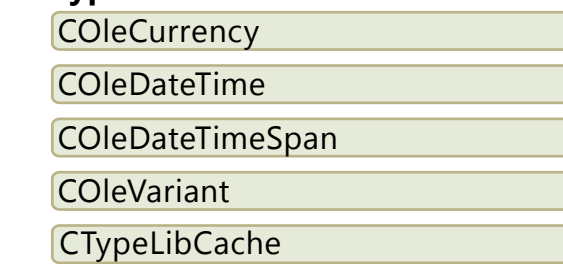 COleCurrency
COleDateTime
COleDateTimeSpan
COleVariant
CTypeLibCache